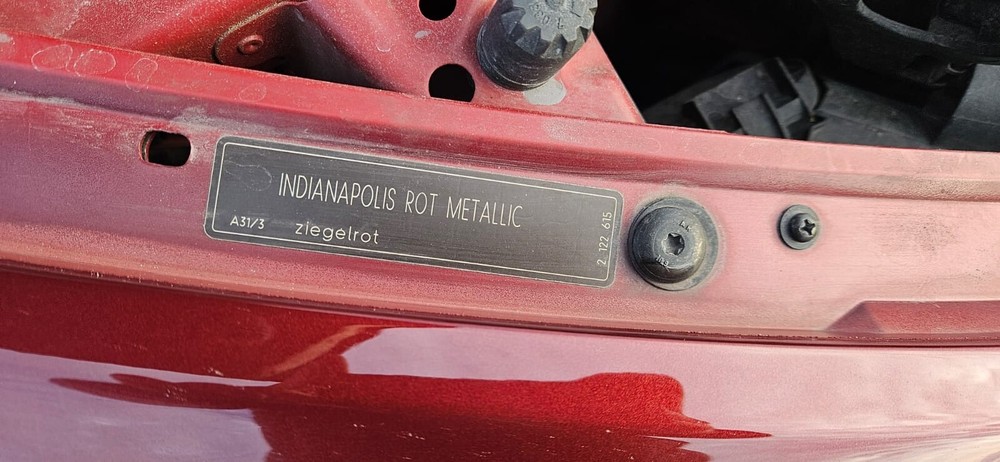 INDIANAPOLIS ROT METALLIC
A31/3 ziegelrot
2 122 615